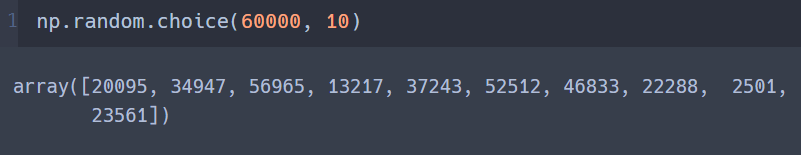 1 np.random.choice(60000, 10)
array([20095, 34947, 56965, 13217, 37243, 52512, 46833, 22288,  2501,
       23561])